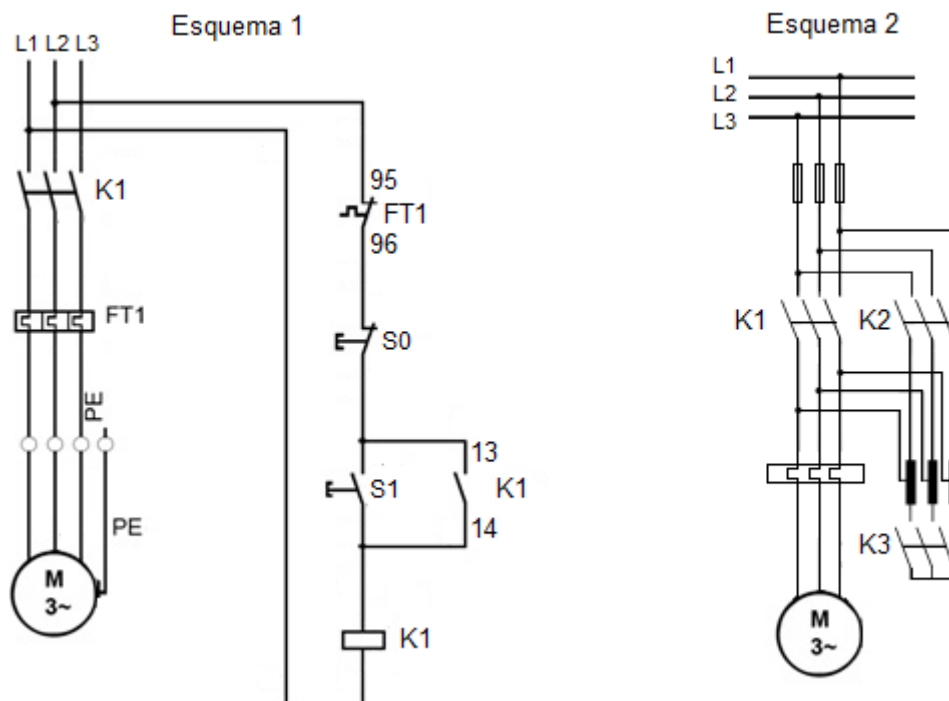 Esquema 1
L1 L2 L3
K1
FT1
PE
PE
M
3~
95
FT1
96
S0
13
S1
K1
14
K1
Esquema 2
L1
L2
L3
K1
K2
K3
M
3~